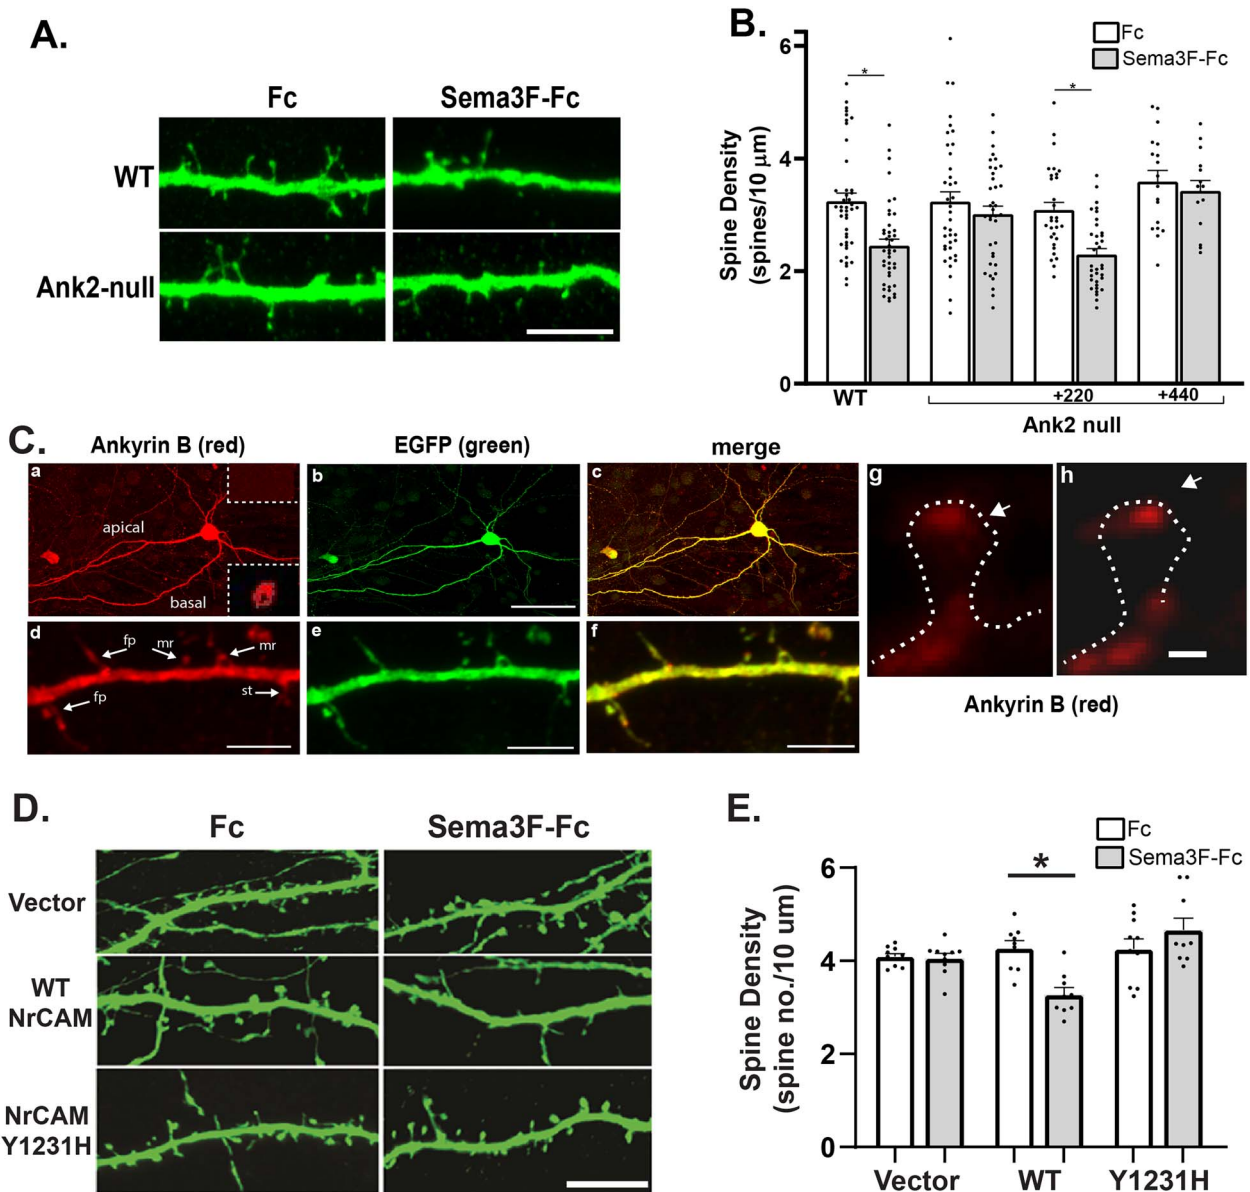 A.
Fc
Sema3F-Fc
WT
Ank2-null
B.
Fc
Sema3F-Fc
Spine Density
(spines/10 µm)
6
4
2
0
*
*
WT
+220
+440
Ank2 null
C.
Ankyrin B (red)
EGFP (green)
merge
a
apical
basal
b
c
d
fp
mr
mr
fp
st
e
f
g
h
Ankyrin B (red)
D.
Fc
Sema3F-Fc
Vector
WT
NrCAM
NrCAM
Y1231H
E.
Fc
Sema3F-Fc
Spine Density
(spine no./10 um)
8
6
4
2
0
*
Vector
WT
Y1231H